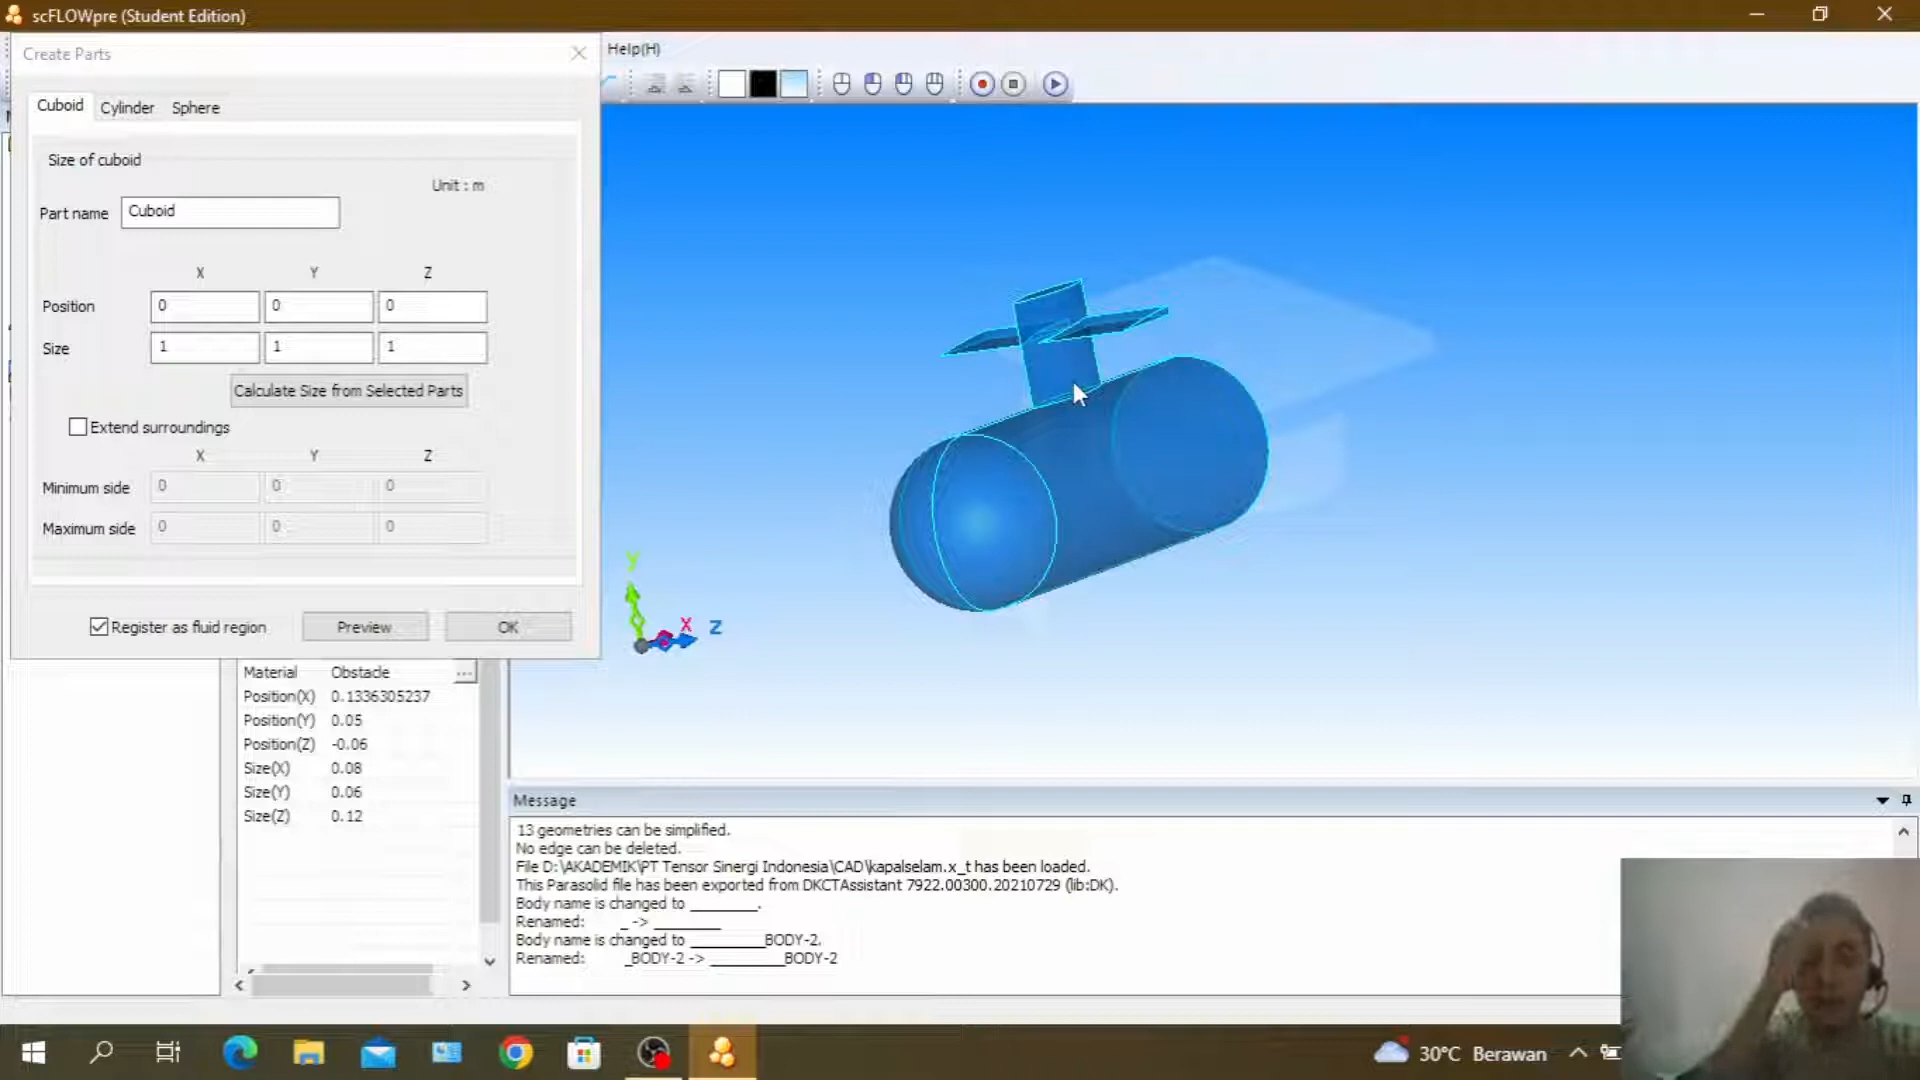 scFLOWpre (Student Edition)
Create Parts
Help(H)
Cuboid Cylinder Sphere
Size of cuboid
Unit : m
Part name Cuboid
X Y Z
Position 0 0 0
Size 1 1 1
Calculate Size from Selected Parts
Extend surroundings
X Y Z
Minimum side 0 0 0
Maximum side 0 0 0
Register as fluid region Preview OK
Y
X Z
Material Obstacle ...
Position(X) 0.1336305237
Position(Y) 0.05
Position(Z) -0.06
Size(X) 0.08
Size(Y) 0.06
Size(Z) 0.12
Message
13 geometries can be simplified.
No edge can be deleted.
File D:\AKADEMIK\PT Tensor Sinergi Indonesia\CAD\kapalselam.x_t has been loaded.
This Parasolid file has been exported from DKCTAssistant 7922.00300.20210729 (lib:DK).
Body name is changed to _________.
Renamed: _ -> _________
Body name is changed to __________BODY-2.
Renamed: _BODY-2 -> __________BODY-2
30°C Berawan